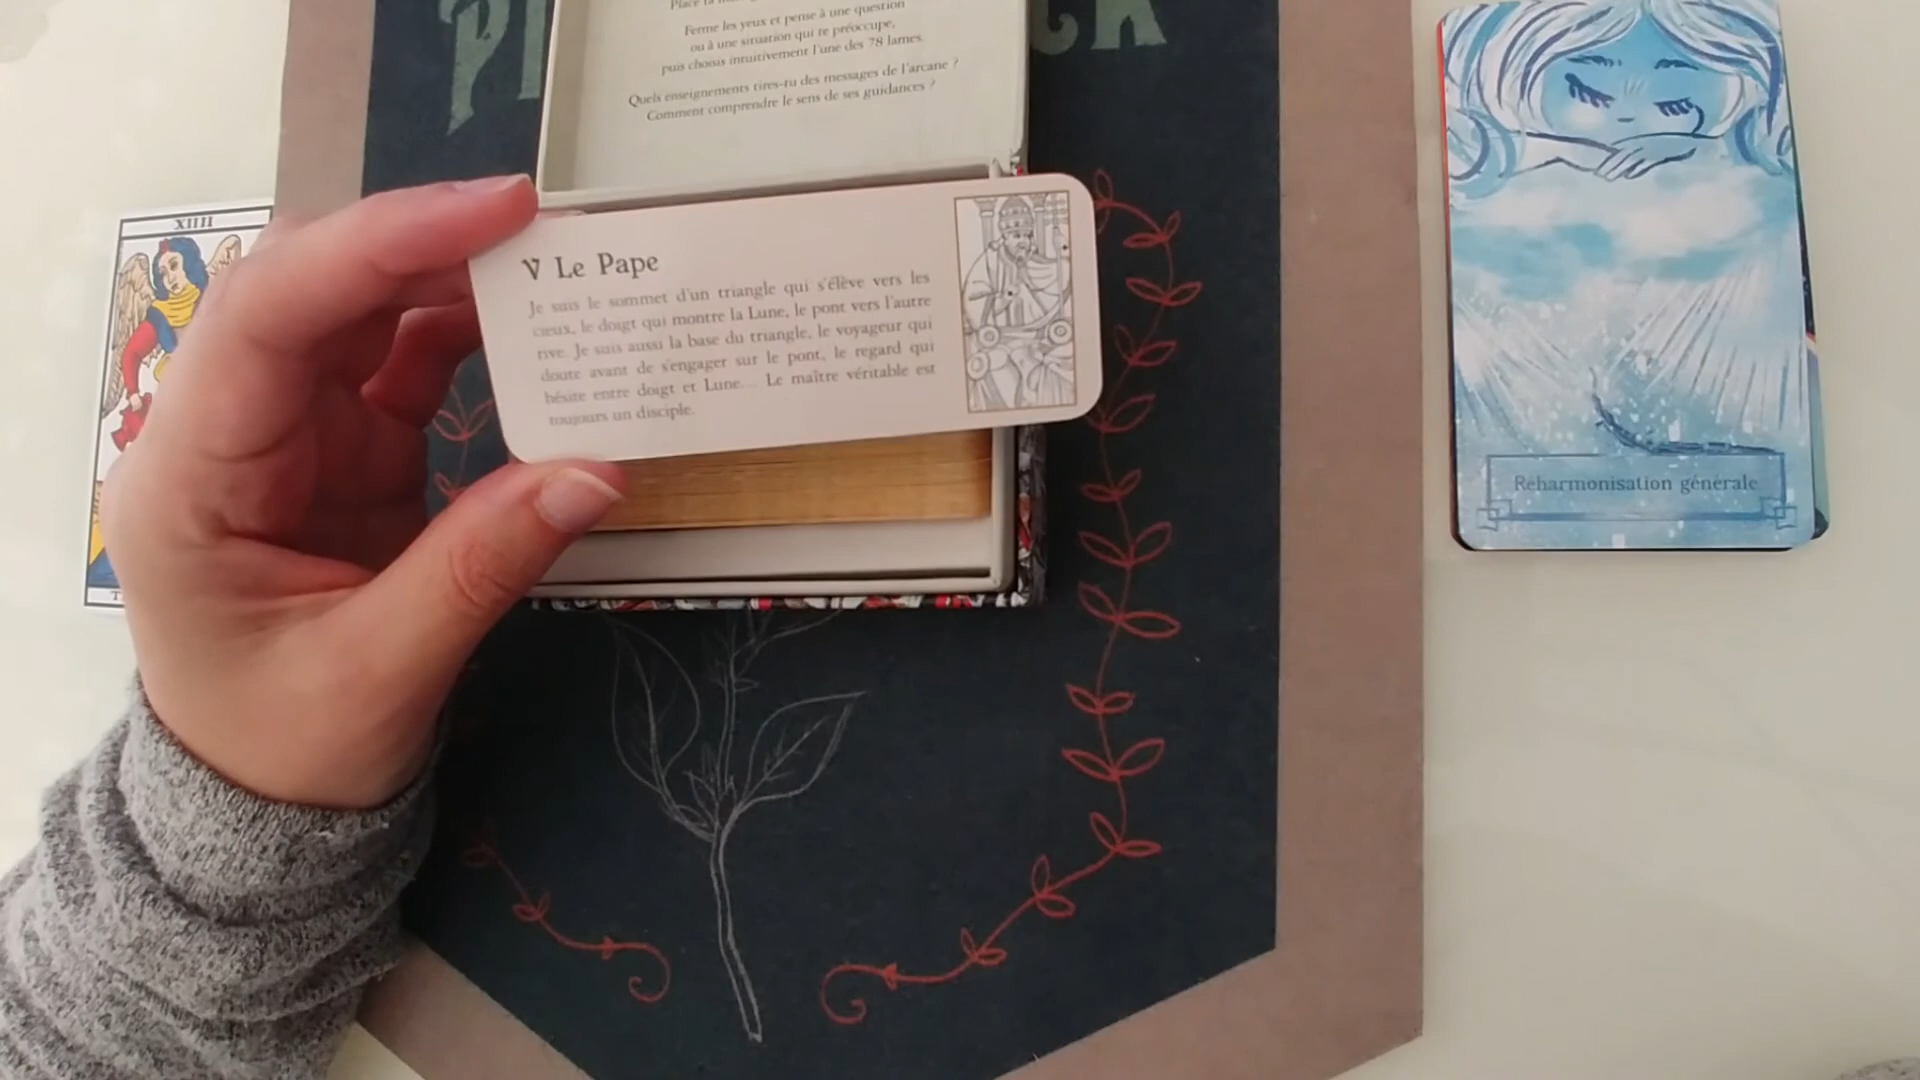 Ferme les yeux et pense à une question
ou à une situation qui te préoccupe,
puis choisis intuitivement l'une des 78 lames.
Quels enseignements tires-tu des messages de l'arcane ?
Comment comprendre le sens de ses guidances ?
XIIII
V Le Pape
Je suis le sommet d'un triangle qui s'élève vers les
cieux, le doigt qui montre la Lune, le pont vers l'autre
rive. Je suis aussi la base du triangle, le voyageur qui
doute avant de s'engager sur le pont, le regard qui
hésite entre doigt et Lune... Le maître véritable est
toujours un disciple.
Réharmonisation générale